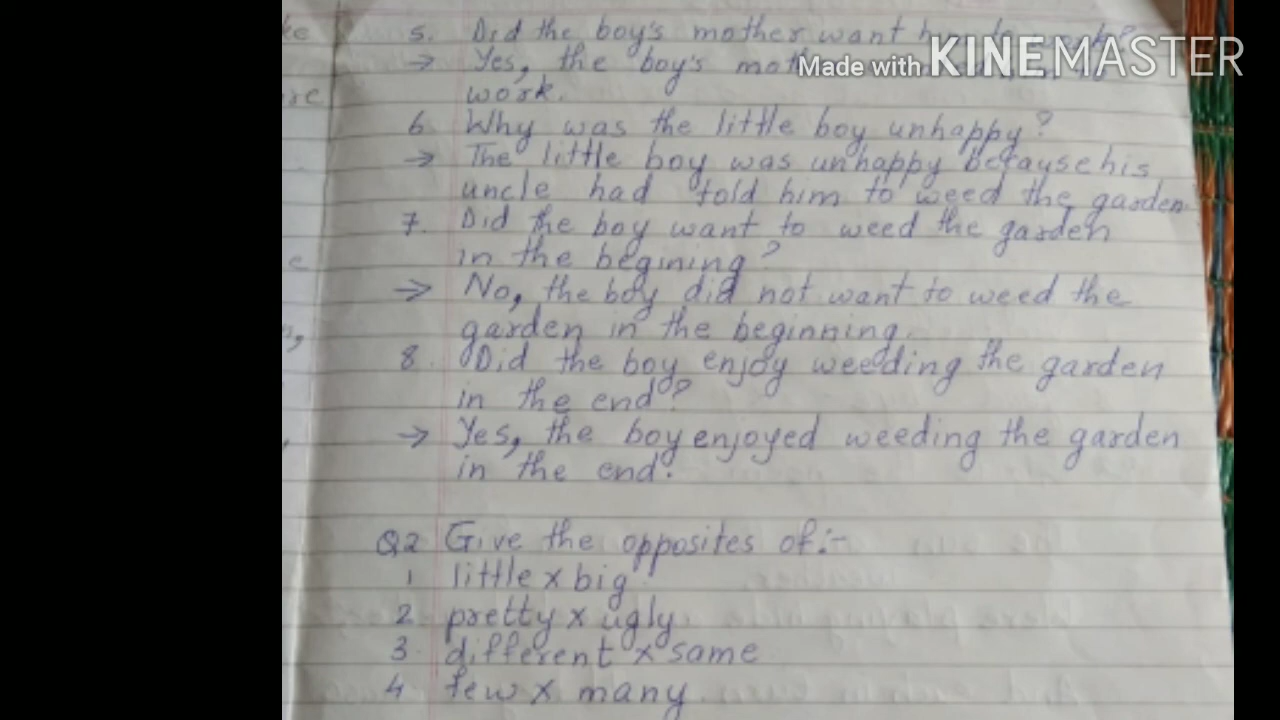 ke
5. Did the boy's mother want
Made with KINEMASTER
→ Yes, the boy's
ere
work.
6 Why was the little boy unhappy?
→ The little boy was unhappy because his
uncle had told him to weed the garden
7. Did the boy want to weed the garden
e
in the begining?
→ No, the boy did not want to weed the
garden in the beginning.
8. Did the boy enjoy weeding the garden
in the end?
→ Yes, the boy enjoyed weeding the garden
in the end.
Q2 Give the opposites of:-
1 little x big
2 pretty x ugly
3. different x same
4 few x many